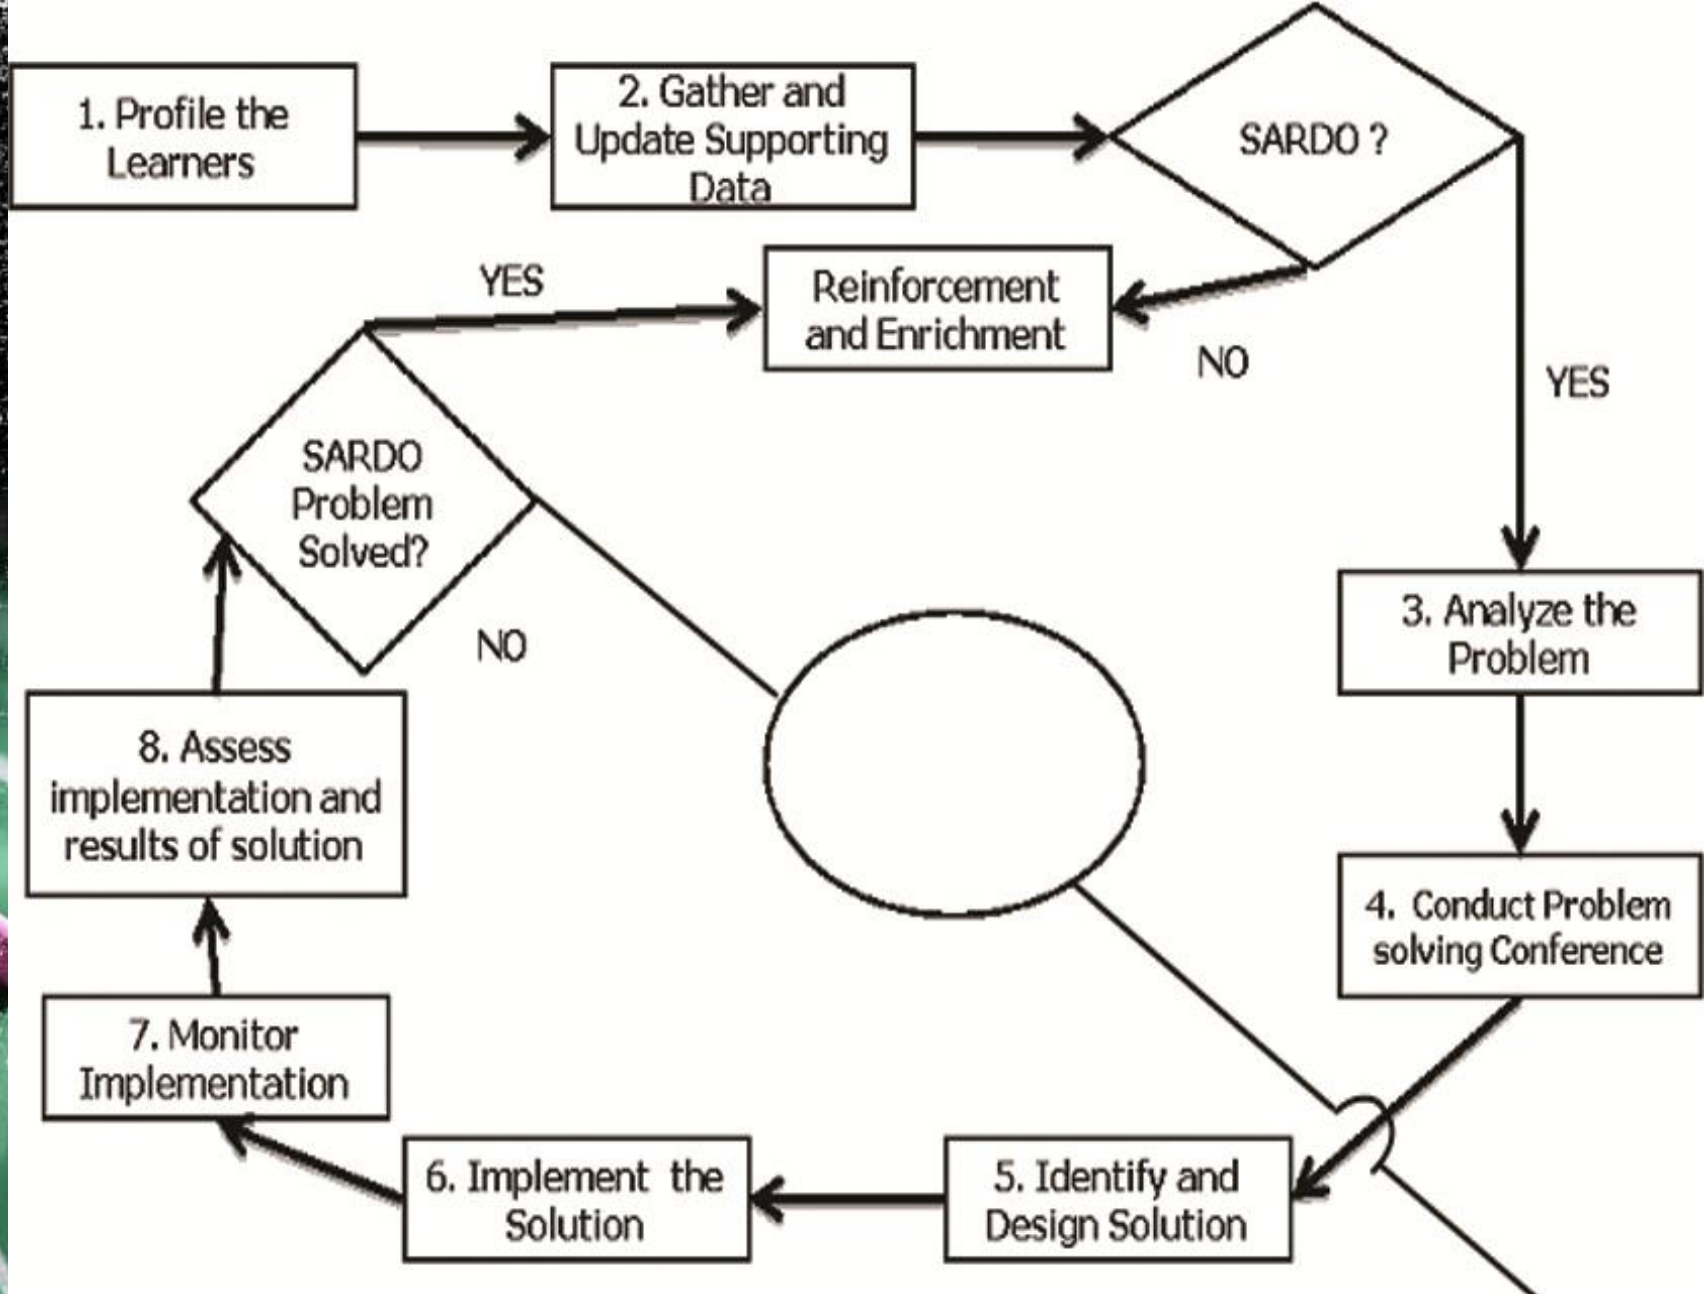 1. Profile the
Learners
2. Gather and
Update Supporting
Data
SARDO ?
YES
Reinforcement
and Enrichment
NO
YES
SARDO
Problem
Solved?
NO
3. Analyze the
Problem
8. Assess
implementation and
results of solution
4. Conduct Problem
solving Conference
7. Monitor
Implementation
6. Implement the
Solution
5. Identify and
Design Solution